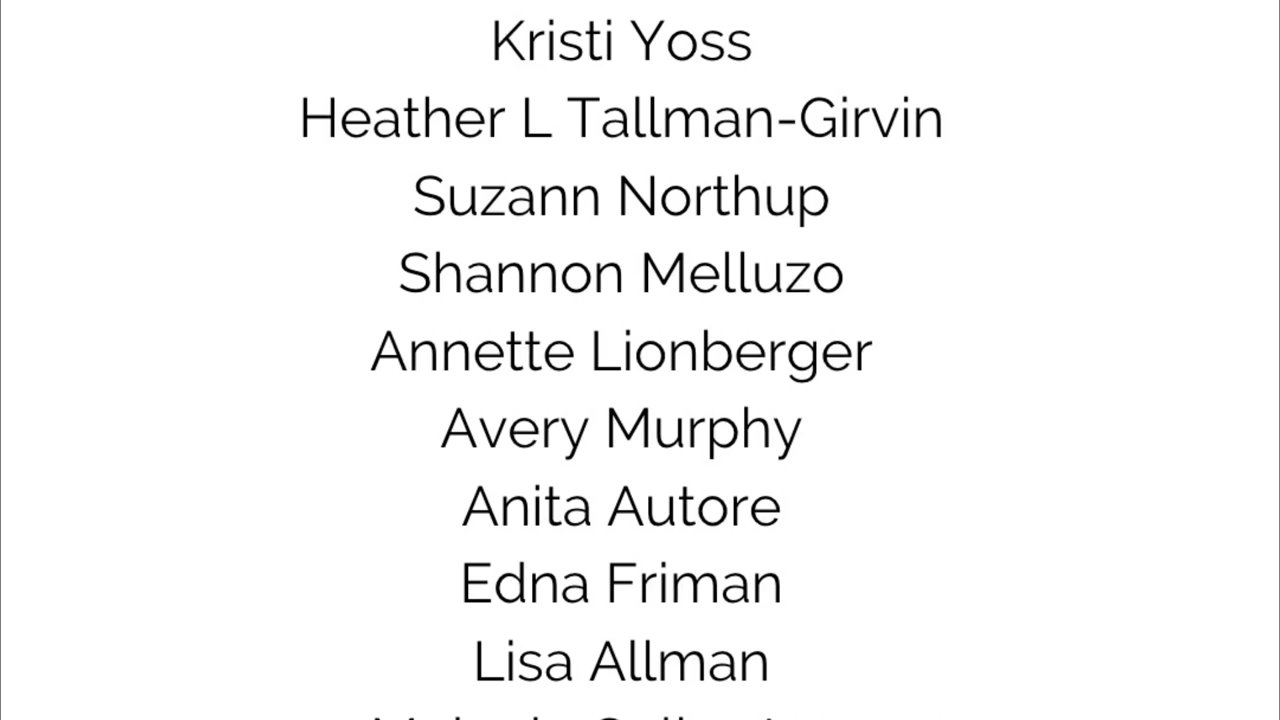 Kristi Yoss
Heather L Tallman-Girvin
Suzann Northup
Shannon Melluzo
Annette Lionberger
Avery Murphy
Anita Autore
Edna Friman
Lisa Allman